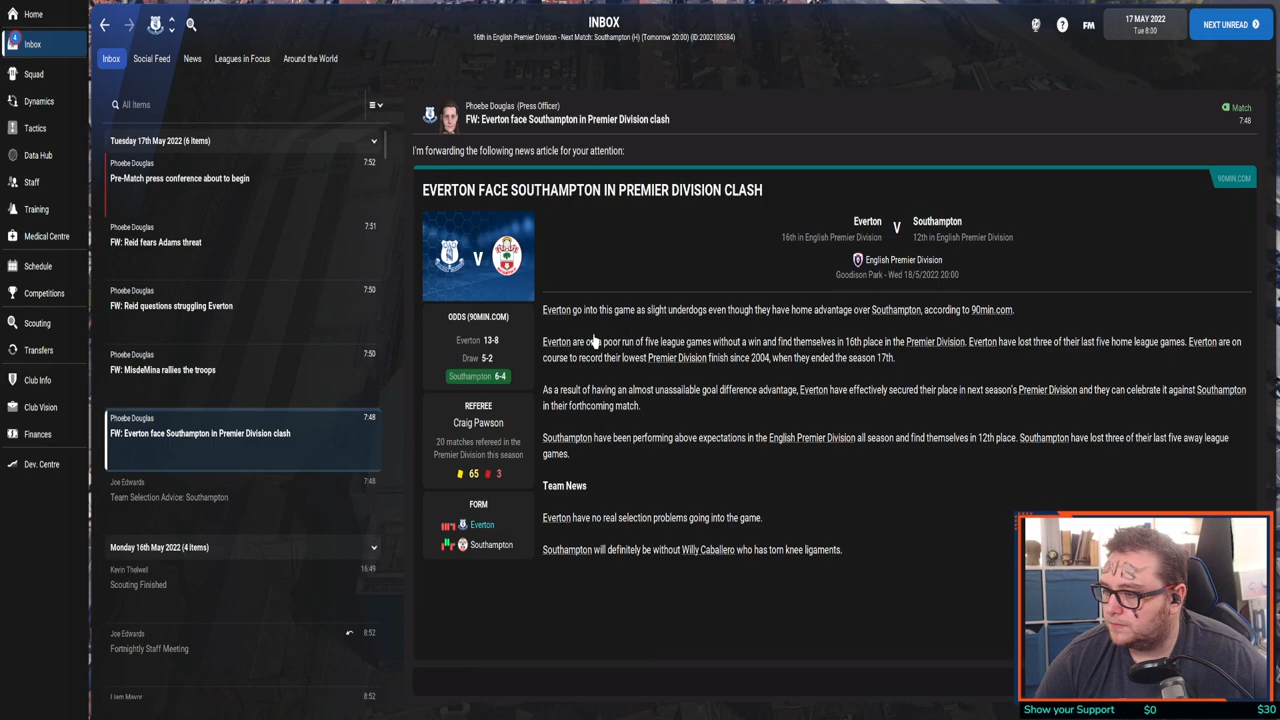 Home
INBOX
16th in English Premier Division - Next Match: Southampton (H) (Tomorrow 20:00) (ID:2002105384)
FM
17 MAY 2022
Tue 8:00
NEXT UNREAD
4
Inbox
Squad
Dynamics
Tactics
Data Hub
Staff
Training
Medical Centre
Schedule
Competitions
Scouting
Transfers
Club Info
Club Vision
Finances
Dev. Centre
Inbox
Social Feed
News
Leagues in Focus
Around the World
All Items
Tuesday 17th May 2022 (6 items)
Phoebe Douglas 7:52
Pre-Match press conference about to begin
Phoebe Douglas 7:51
FW: Reid fears Adams threat
Phoebe Douglas 7:50
FW: Reid questions struggling Everton
Phoebe Douglas 7:50
FW: MisdeMina rallies the troops
Phoebe Douglas 7:48
FW: Everton face Southampton in Premier Division clash
Joe Edwards 7:48
Team Selection Advice: Southampton
Monday 16th May 2022 (4 items)
Kevin Thelwell 16:49
Scouting Finished
Joe Edwards 8:52
Fortnightly Staff Meeting
Liam Mayor 8:52
Phoebe Douglas (Press Officer)
FW: Everton face Southampton in Premier Division clash
Match
7:48
I'm forwarding the following news article for your attention:
90MIN.COM
EVERTON FACE SOUTHAMPTON IN PREMIER DIVISION CLASH
V
ODDS (90MIN.COM)
Everton 13-8
Draw 5-2
Southampton 6-4
REFEREE
Craig Pawson
20 matches refereed in the
Premier Division this season
65 3
FORM
Everton
Southampton
Everton V Southampton
16th in English Premier Division 12th in English Premier Division
English Premier Division
Goodison Park - Wed 18/5/2022 20:00
Everton go into this game as slight underdogs even though they have home advantage over Southampton, according to 90min.com.
Everton are on a poor run of five league games without a win and find themselves in 16th place in the Premier Division. Everton have lost three of their last five home league games. Everton are on
course to record their lowest Premier Division finish since 2004, when they ended the season 17th.
As a result of having an almost unassailable goal difference advantage, Everton have effectively secured their place in next season's Premier Division and they can celebrate it against Southampton
in their forthcoming match.
Southampton have been performing above expectations in the English Premier Division all season and find themselves in 12th place. Southampton have lost three of their last five away league
games.
Team News
Everton have no real selection problems going into the game.
Southampton will definitely be without Willy Caballero who has torn knee ligaments.
Show your Support $0 $30